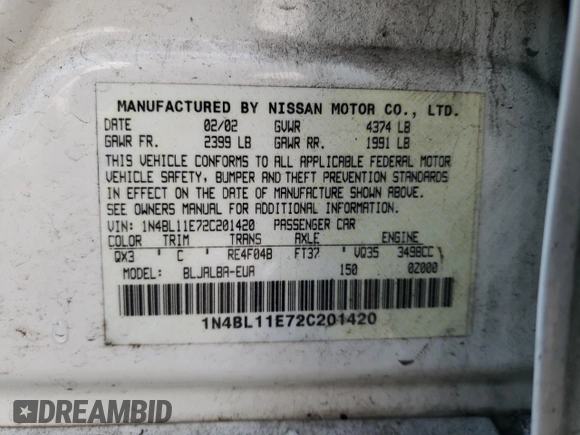 MANUFACTURED BY NISSAN MOTOR CO., LTD.
DATE 02/02 GVWR 4374 LB
GAWR FR. 2399 LB GAWR RR. 1991 LB
THIS VEHICLE CONFORMS TO ALL APPLICABLE FEDERAL MOTOR
VEHICLE SAFETY, BUMPER AND THEFT PREVENTION STANDARDS
IN EFFECT ON THE DATE OF MANUFACTURE SHOWN ABOVE.
SEE OWNERS MANUAL FOR ADDITIONAL INFORMATION.
VIN: 1N4BL11E72C201420 PASSENGER CAR
COLOR TRIM TRANS AXLE ENGINE
QX3 C RE4F04B FT37 VQ35 3498CC
MODEL: BLJALBA-EUA 150 02000
1N4BL11E72C201420
DREAMBID